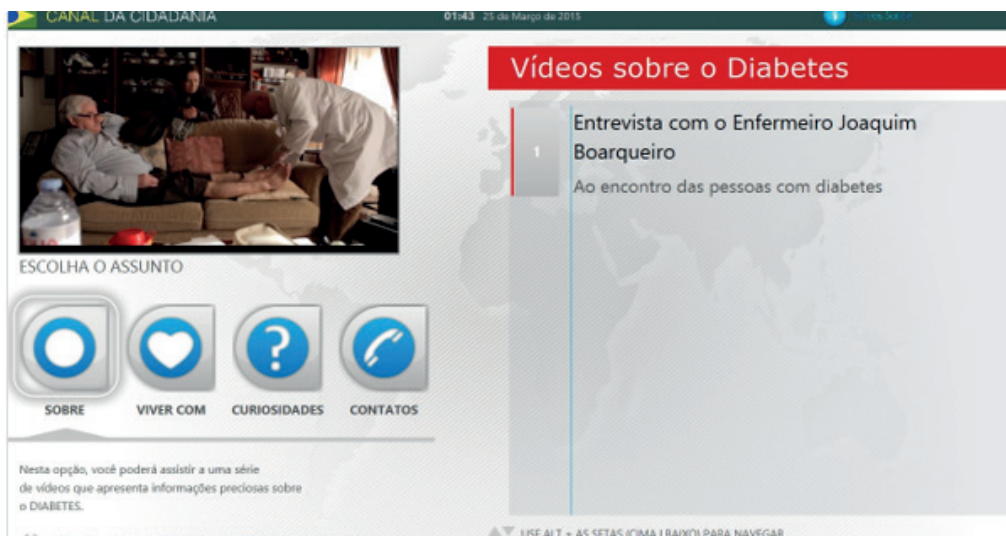 CANAL DA CIDADANIA
01:43 25 de Março de 2015
Vídeos sobre o Diabetes
1
Entrevista com o Enfermeiro Joaquim
Boarqueiro
Ao encontro das pessoas com diabetes
ESCOLHA O ASSUNTO
?
SOBRE VIVER COM CURIOSIDADES CONTATOS
Nesta opção, você poderá assistir a uma série
de vídeos que apresenta informações preciosas sobre
o DIABETES.
USE ALT + AS SETAS (CIMA | BAIXO) PARA NAVEGAR